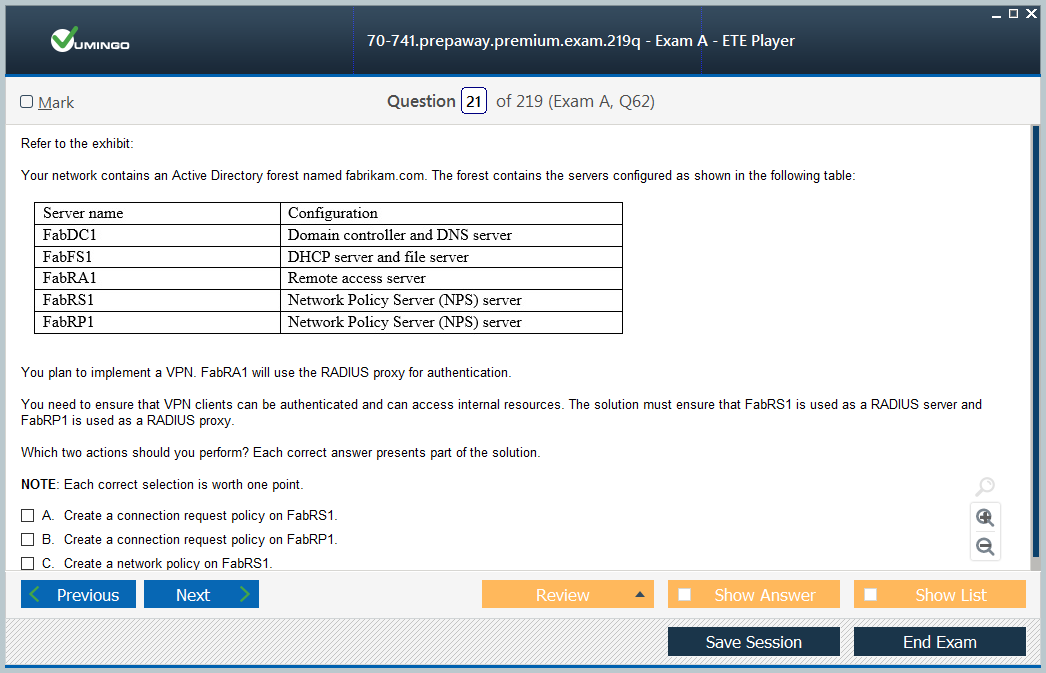 VUMINGO
70-741.prepaway.premium.exam.219q - Exam A - ETE Player
Mark
Question 21 of 219 (Exam A, Q62)
Refer to the exhibit:
Your network contains an Active Directory forest named fabrikam.com. The forest contains the servers configured as shown in the following table:
Server name Configuration
FabDC1 Domain controller and DNS server
FabFS1 DHCP server and file server
FabRA1 Remote access server
FabRS1 Network Policy Server (NPS) server
FabRP1 Network Policy Server (NPS) server
You plan to implement a VPN. FabRA1 will use the RADIUS proxy for authentication.
You need to ensure that VPN clients can be authenticated and can access internal resources. The solution must ensure that FabRS1 is used as a RADIUS server and
FabRP1 is used as a RADIUS proxy.
Which two actions should you perform? Each correct answer presents part of the solution.
NOTE: Each correct selection is worth one point.
A. Create a connection request policy on FabRS1.
B. Create a connection request policy on FabRP1.
C. Create a network policy on FabRS1.
Previous Next Review Show Answer Show List
Save Session End Exam